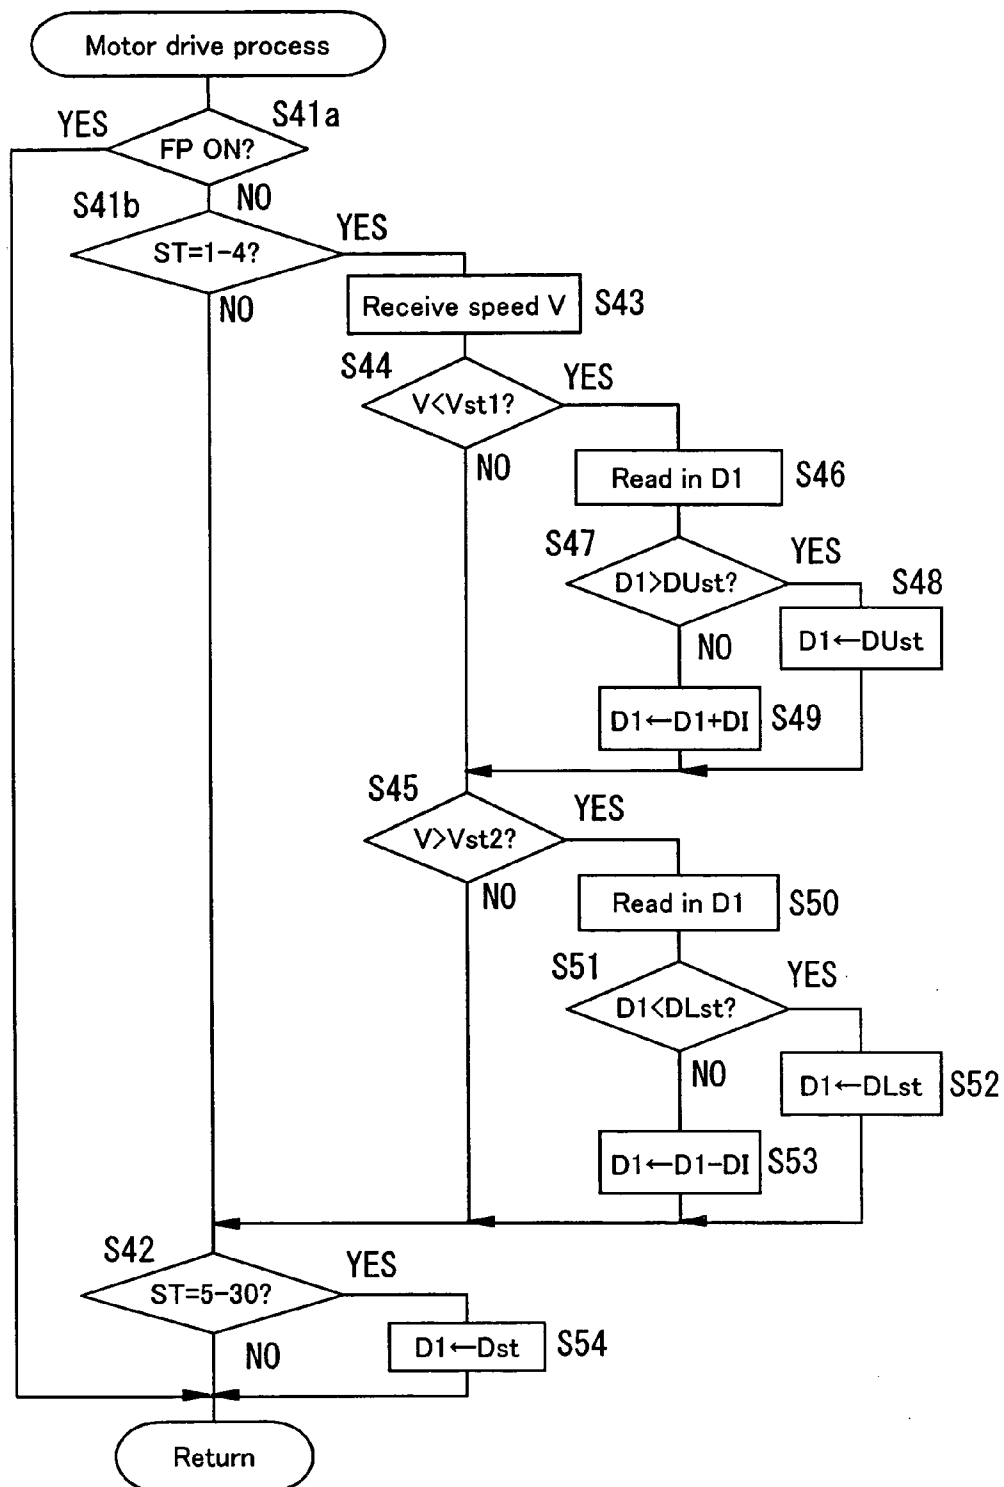 Motor drive process
S41a
YES
FP ON?
NO
S41b
YES
ST=1-4?
NO
Receive speed V
S43
S44
YES
V<Vst1?
NO
Read in D1
S46
S47
YES
D1>DUst?
S48
NO
D1←DUst
D1←D1+DI
S49
S45
YES
V>Vst2?
NO
Read in D1
S50
S51
YES
D1<DLst?
NO
D1←DLst
S52
D1←D1-DI
S53
S42
YES
ST=5-30?
NO
D1←Dst
S54
Return